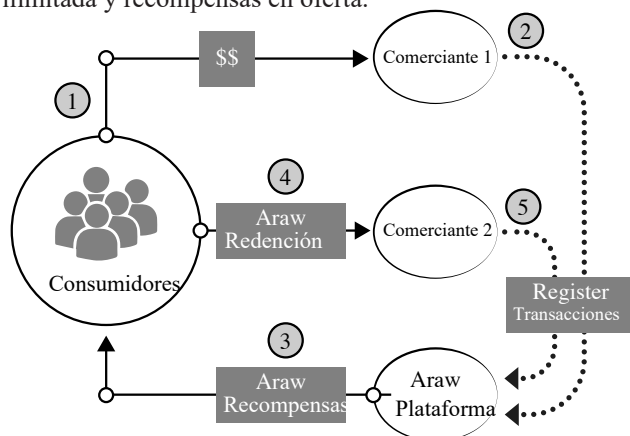 limitada y recompensas en oferta.
$$
Comerciante 1
2
1
4
Araw
Redención
Comerciante 2
5
Consumidores
Register
Transacciones
3
Araw
Recompensas
Araw
Plataforma